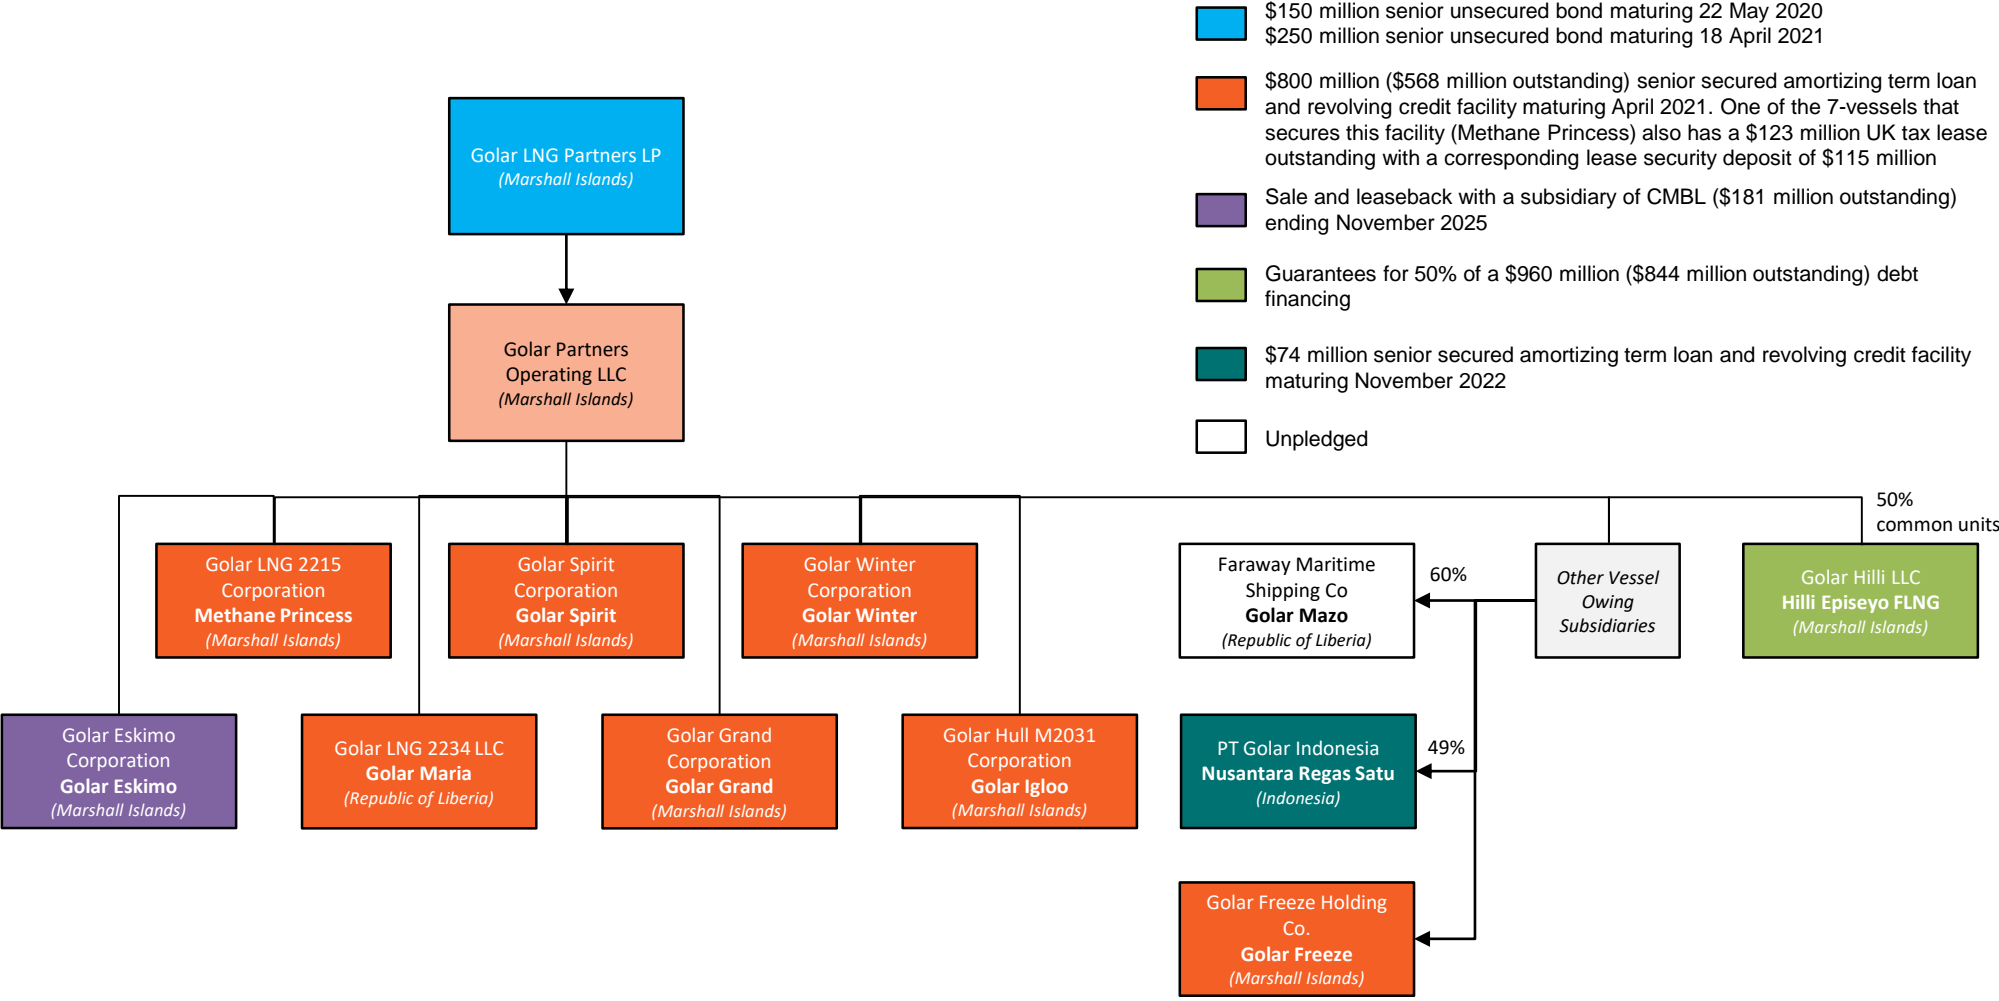 $150 million senior unsecured bond maturing 22 May 2020
$250 million senior unsecured bond maturing 18 April 2021
$800 million ($568 million outstanding) senior secured amortizing term loan
and revolving credit facility maturing April 2021. One of the 7-vessels that
secures this facility (Methane Princess) also has a $123 million UK tax lease
outstanding with a corresponding lease security deposit of $115 million
Sale and leaseback with a subsidiary of CMBL ($181 million outstanding)
ending November 2025
Guarantees for 50% of a $960 million ($844 million outstanding) debt
financing
$74 million senior secured amortizing term loan and revolving credit facility
maturing November 2022
Unpledged
Golar LNG Partners LP
(Marshall Islands)
Golar Partners
Operating LLC
(Marshall Islands)
50%
common units
Golar LNG 2215
Corporation
Methane Princess
(Marshall Islands)
Golar Spirit
Corporation
Golar Spirit
(Marshall Islands)
Golar Winter
Corporation
Golar Winter
(Marshall Islands)
Faraway Maritime
Shipping Co
Golar Mazo
(Republic of Liberia)
60%
Other Vessel
Owing
Subsidiaries
Golar Hilli LLC
Hilli Episeyo FLNG
(Marshall Islands)
Golar Eskimo
Corporation
Golar Eskimo
(Marshall Islands)
Golar LNG 2234 LLC
Golar Maria
(Republic of Liberia)
Golar Grand
Corporation
Golar Grand
(Marshall Islands)
Golar Hull M2031
Corporation
Golar Igloo
(Marshall Islands)
PT Golar Indonesia
Nusantara Regas Satu
(Indonesia)
49%
Golar Freeze Holding
Co.
Golar Freeze
(Marshall Islands)